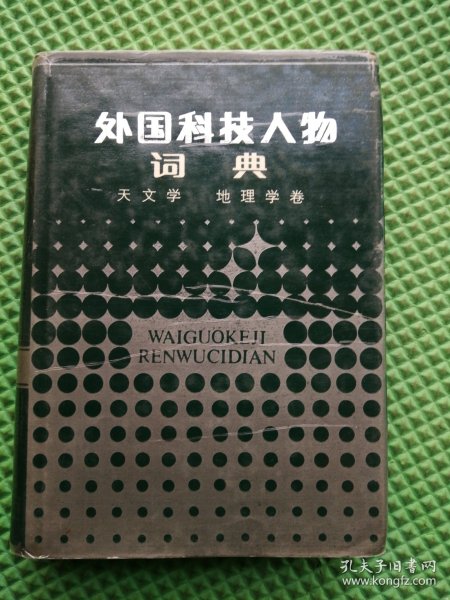 外国科技人物
词典
天文学 地理学卷
WAIGUOKEJI
RENWUCIDIAN
孔夫子旧书网
www.kongfz.com